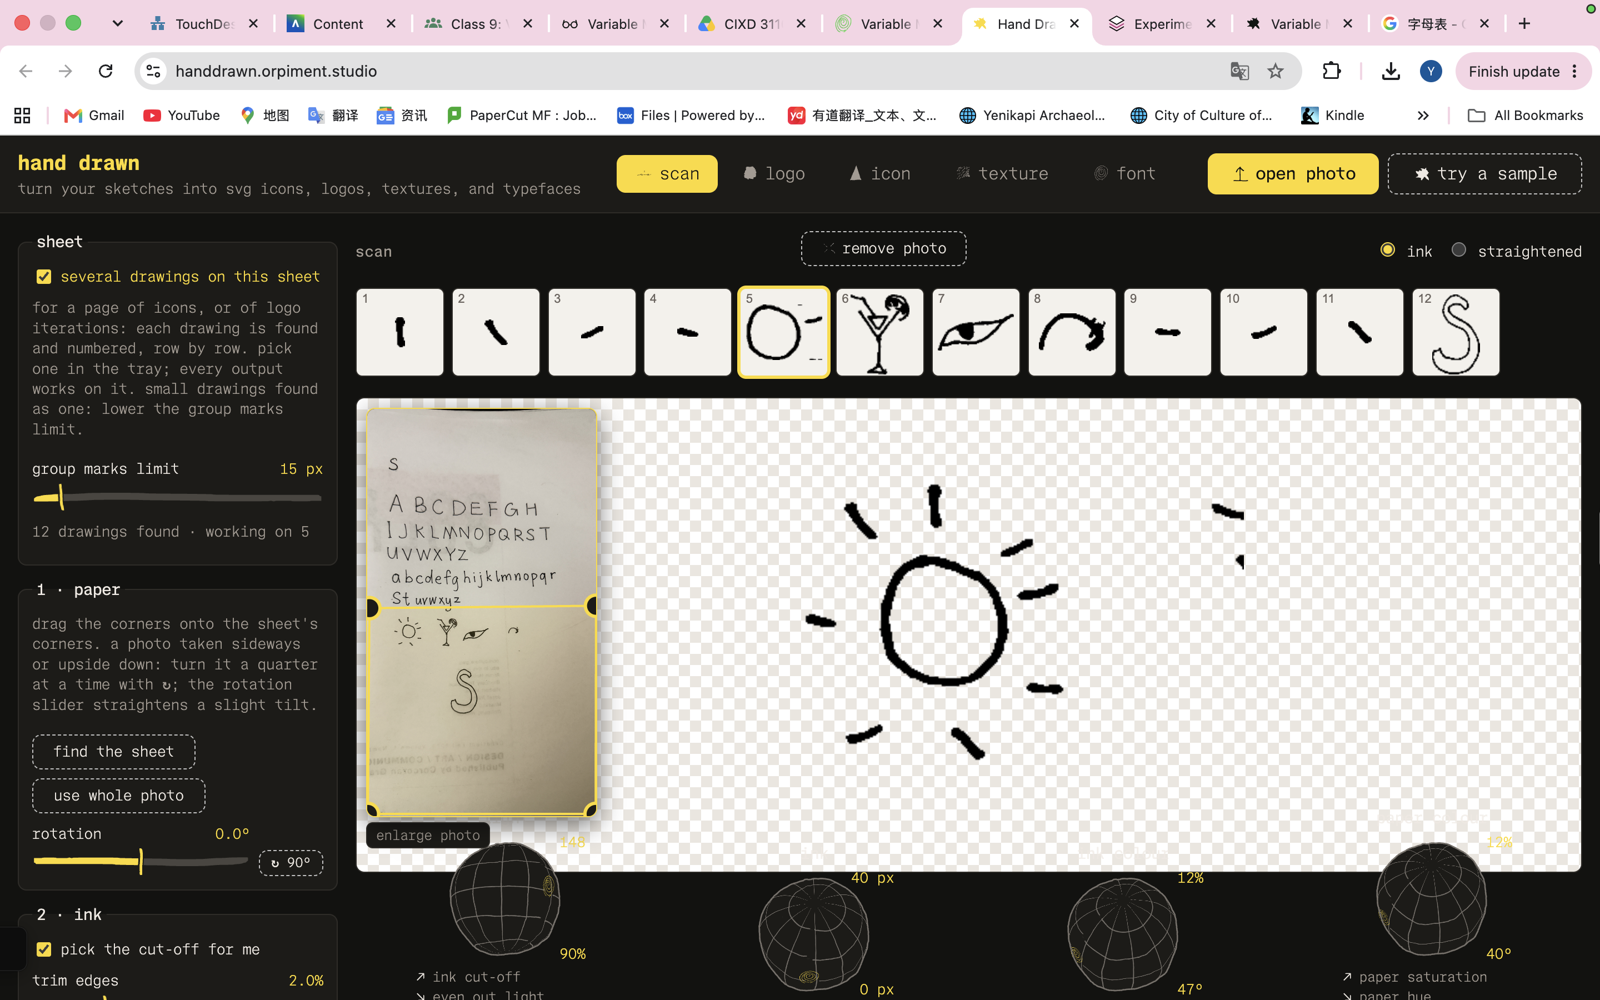 TouchDe
Content
Class 9:
Variable
CIXD 311
Variable
Hand Dra
Experime
Variable
字母表 -
handdrawn.orpiment.studio
Y
Finish update
Gmail
YouTube
地图
翻译
资讯
PaperCut MF : Job...
Files | Powered by...
有道翻译_文本、文...
Yenikapi Archaeol...
City of Culture of...
Kindle
All Bookmarks
hand drawn
turn your sketches into svg icons, logos, textures, and typefaces
scan
logo
icon
texture
font
open photo
try a sample
sheet
several drawings on this sheet
for a page of icons, or of logo
iterations: each drawing is found
and numbered, row by row. pick
one in the tray; every output
works on it. small drawings found
as one: lower the group marks
limit.
group marks limit 15 px
12 drawings found · working on 5
1 · paper
drag the corners onto the sheet's
corners. a photo taken sideways
or upside down: turn it a quarter
at a time with ↻; the rotation
slider straightens a slight tilt.
find the sheet
use whole photo
rotation 0.0°
↻ 90°
2 · ink
pick the cut-off for me
trim edges 2.0%
scan
remove photo
ink
straightened
1 2 3 4 5 6 7 8 9 10 11 12
S
S
A B C D E F G H
I J K L M N O P Q R S T
U V W X Y Z
a b c d e f g h i j k l m n o p q r
S t u v w x y z
S
enlarge photo
148
90%
↗ ink cut-off
↘ even out light
40 px
0 px
12%
47°
12%
40°
↗ paper saturation
↘ paper hue